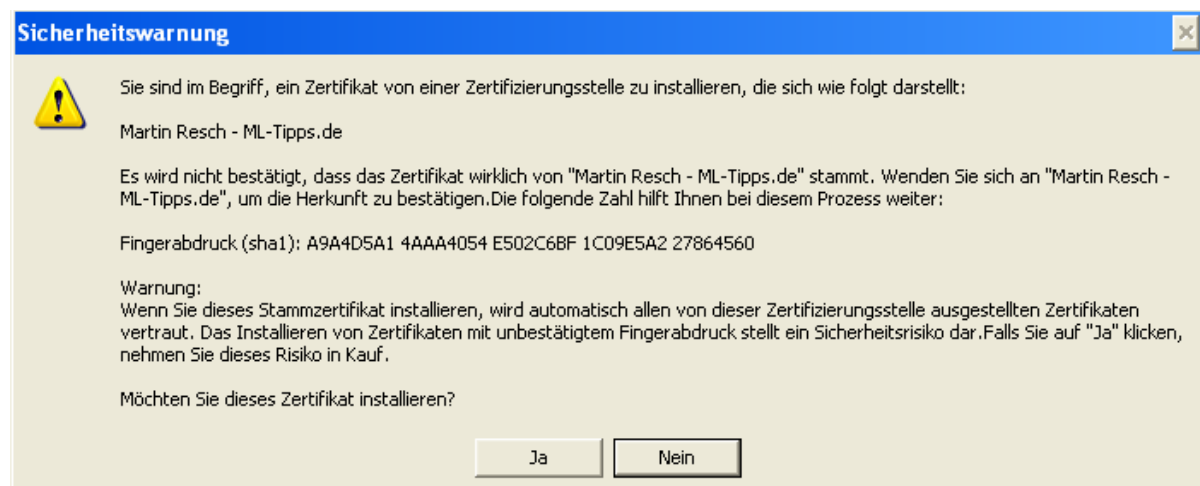 Sicherheitswarnung
Sie sind im Begriff, ein Zertifikat von einer Zertifizierungsstelle zu installieren, die sich wie folgt darstellt:
Martin Resch - ML-Tipps.de
Es wird nicht bestätigt, dass das Zertifikat wirklich von "Martin Resch - ML-Tipps.de" stammt. Wenden Sie sich an "Martin Resch -
ML-Tipps.de", um die Herkunft zu bestätigen.Die folgende Zahl hilft Ihnen bei diesem Prozess weiter:
Fingerabdruck (sha1): A9A4D5A1 4AAA4054 E502C6BF 1C09E5A2 27864560
Warnung:
Wenn Sie dieses Stammzertifikat installieren, wird automatisch allen von dieser Zertifizierungsstelle ausgestellten Zertifikaten
vertraut. Das Installieren von Zertifikaten mit unbestätigtem Fingerabdruck stellt ein Sicherheitsrisiko dar.Falls Sie auf "Ja" klicken,
nehmen Sie dieses Risiko in Kauf.
Möchten Sie dieses Zertifikat installieren?
Ja
Nein